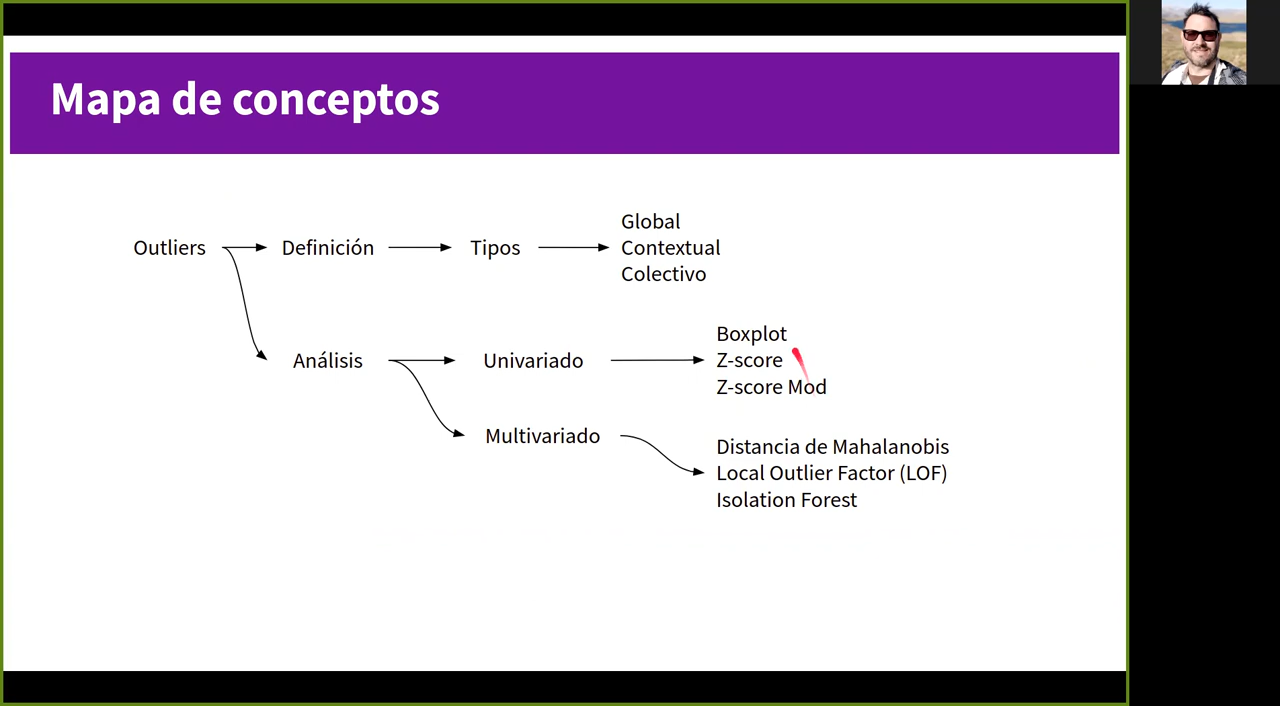 Mapa de conceptos
Outliers
Definición
Tipos
Global
Contextual
Colectivo
Análisis
Univariado
Boxplot
Z-score
Z-score Mod
Multivariado
Distancia de Mahalanobis
Local Outlier Factor (LOF)
Isolation Forest